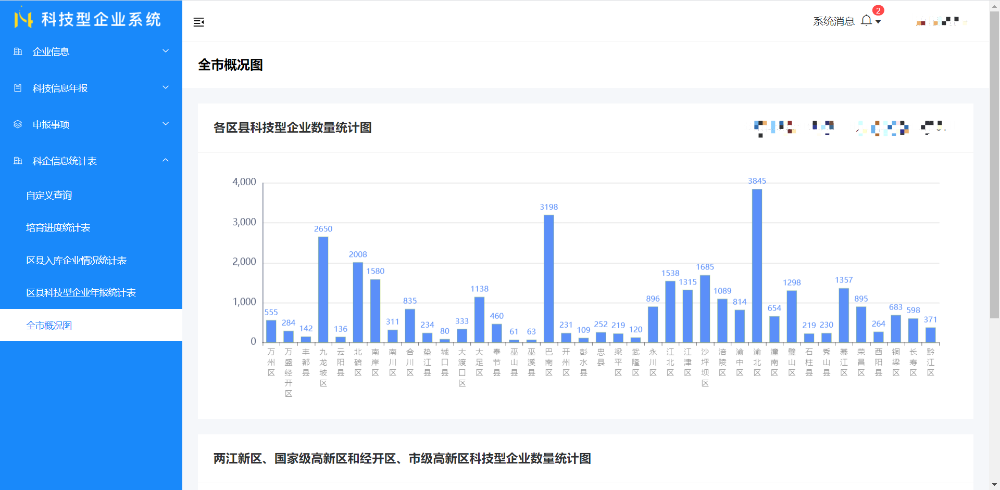 科技型企业系统
系统消息
2
企业信息
科技信息年报
申报事项
科企信息统计表
自定义查询
培育进度统计表
区县入库企业情况统计表
区县科技型企业年报统计表
全市概况图
全市概况图
各区县科技型企业数量统计图
4,000
3,000
2,000
1,000
0
555
284
142
2650
136
2008
1580
311
835
234
80
333
1138
460
61
63
3198
231
109
252
219
120
896
1538
1315
1685
1089
814
3845
654
1298
219
230
1357
895
264
683
598
371
万州区
万盛经开区
丰都县
九龙坡区
云阳县
北碚区
南岸区
南川区
合川区
垫江县
城口县
大渡口区
大足区
奉节县
巫山县
巫溪县
巴南区
开州区
彭水县
忠县
梁平区
武隆区
永川区
江北区
江津区
沙坪坝区
涪陵区
渝中区
渝北区
潼南区
璧山区
石柱县
秀山县
綦江区
荣昌区
酉阳县
铜梁区
长寿区
黔江区
两江新区、国家级高新区和经开区、市级高新区科技型企业数量统计图